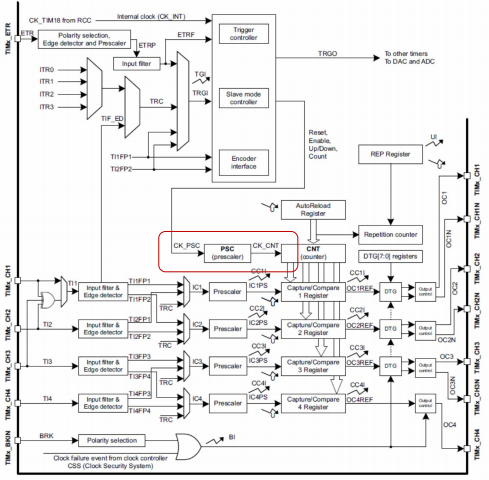 TIMx_ETR
CK_TIM18 from RCC
Internal clock (CK_INT)
ETR
Polarity selection,
Edge detector and Prescaler
ETRP
ETRF
Input filter
Trigger
controller
TRGO
To other timers
To DAC and ADC
ITR0
ITR1
ITR2
ITR3
TIF_ED
TRC
TGI
TRGI
Slave mode
controller
Reset,
Enable,
Up/Down,
Count
TI1FP1
TI2FP2
Encoder
interface
REP Register
UI
AutoReload
Register
Repetition counter
CK_PSC
PSC
(prescaler)
CK_CNT
CNT
(counter)
DTG[7:0] registers
TIMx_CH1
TI1
Input filter &
Edge detector
TI1FP1
TI1FP2
TRC
IC1
Prescaler
CC1I
IC1PS
Capture/Compare
1 Register
CC1I
OC1REF
DTG
Output
control
OC1
TIMx_CH1
OC1N
TIMx_CH1N
TIMx_CH2
TI2
Input filter &
Edge detector
TI2FP1
TI2FP2
TRC
IC2
Prescaler
CC2I
IC2PS
Capture/Compare
2 Register
CC2I
OC2REF
DTG
Output
control
OC2
TIMx_CH2
OC2N
TIMx_CH2N
TIMx_CH3
TI3
Input filter &
Edge detector
TI3FP3
TI3FP4
TRC
IC3
Prescaler
CC3I
IC3PS
Capture/Compare
3 Register
CC3I
OC3REF
DTG
Output
control
OC3
TIMx_CH3
OC3N
TIMx_CH4
TI4
Input filter &
Edge detector
TI4FP3
TI4FP4
TRC
IC4
Prescaler
CC4I
IC4PS
Capture/Compare
4 Register
CC4I
OC4REF
Output
control
OC4
TIMx_CH4
TIMx_BKIN
BRK
Polarity selection
BI
Clock failure event from clock controller
CSS (Clock Security System)